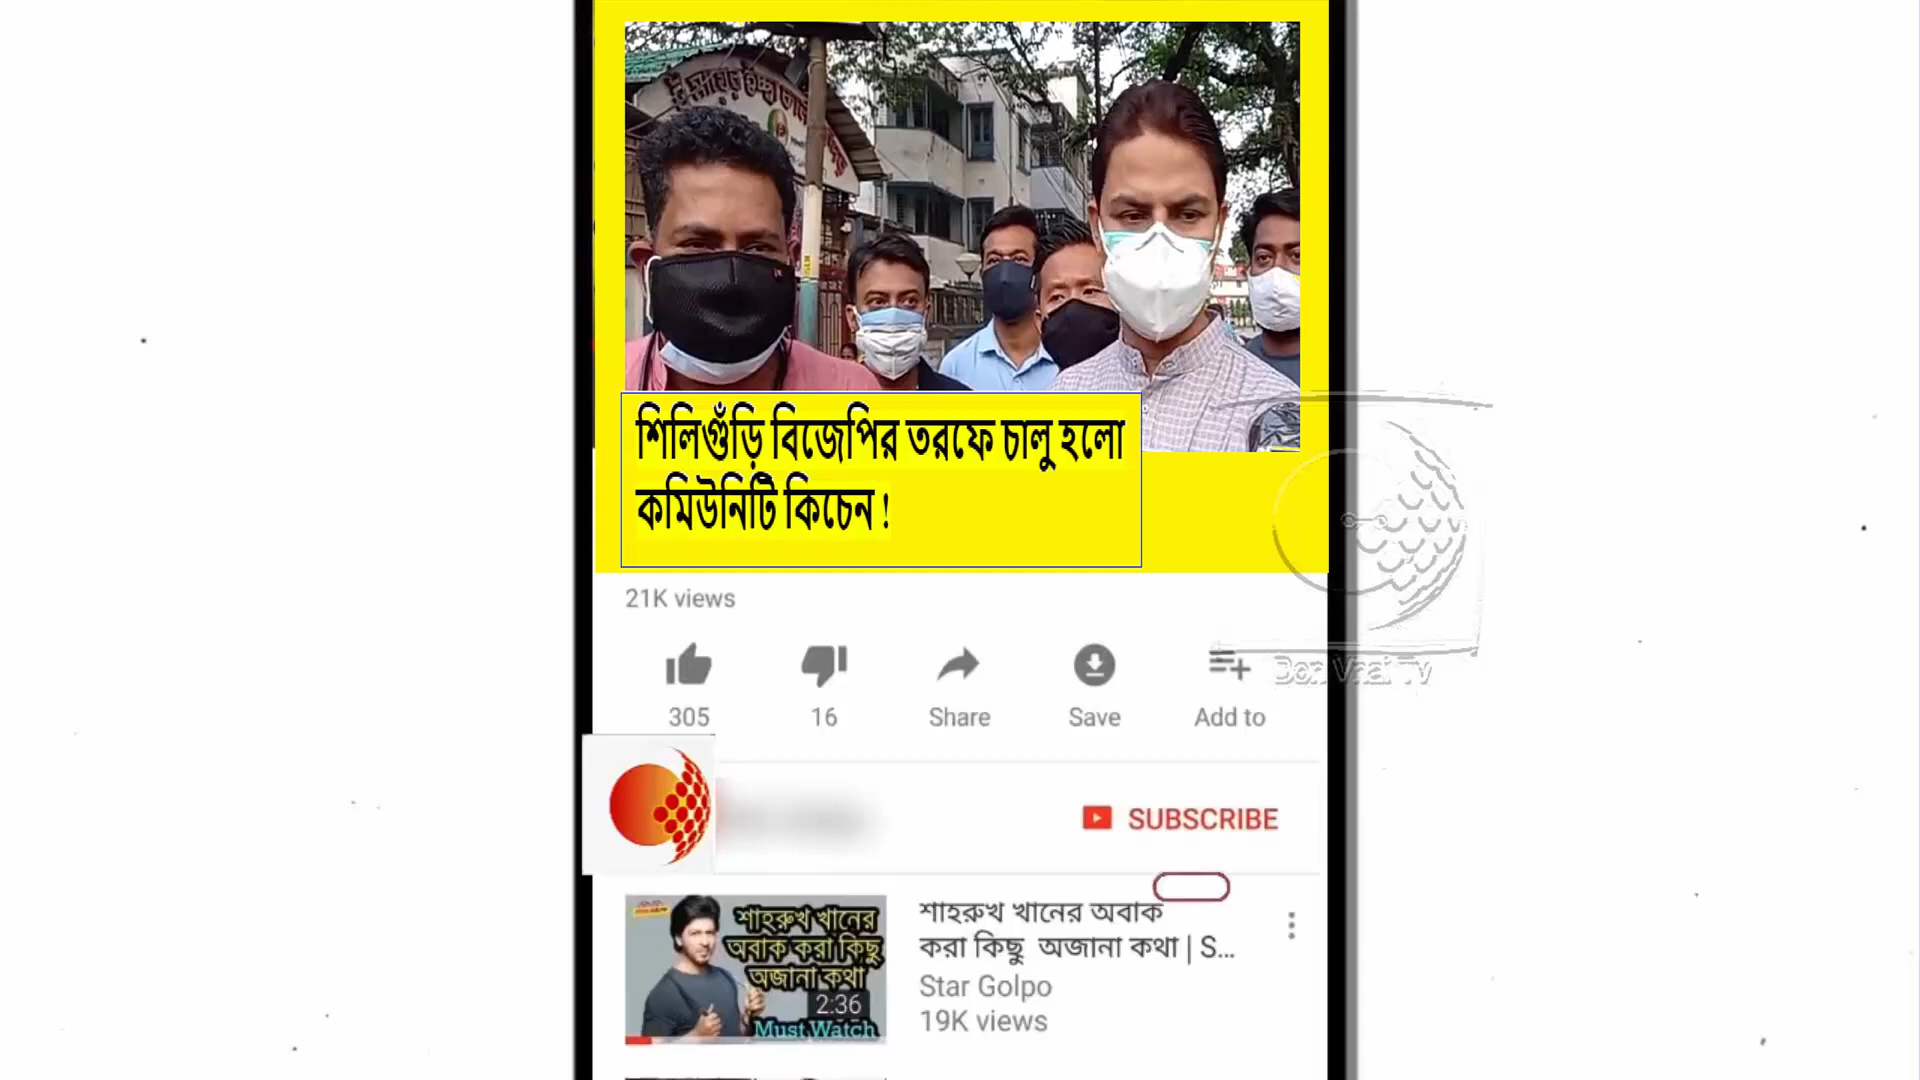 শিলিগুঁড়ি বিজেপির তরফে চালু হলো
কমিউনিটি কিচেন !
21K views
305
16
Share
Save
Add to
SUBSCRIBE
শাহরুখ খানের
অবাক করা কিছু
অজানা কথা
2:36
Must Watch
শাহরুখ খানের অবাক
করা কিছু অজানা কথা | S...
Star Golpo
19K views